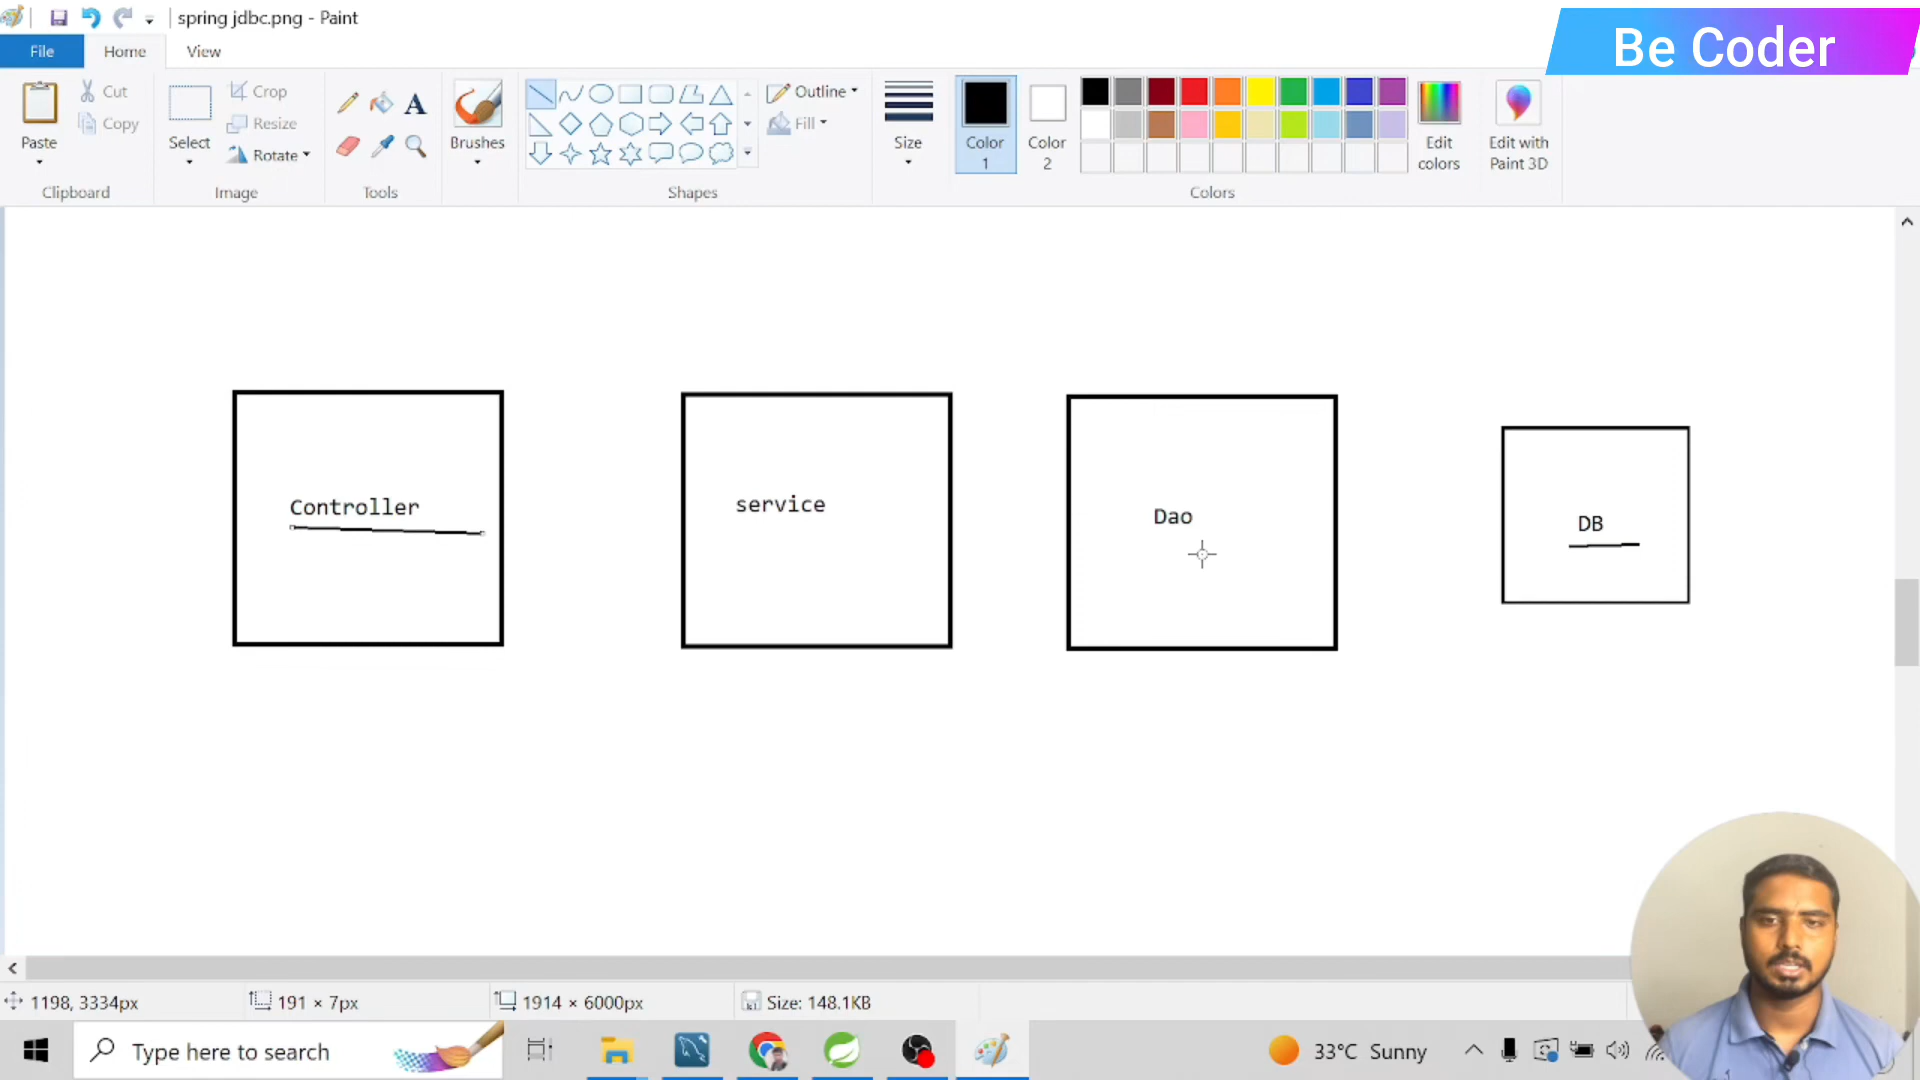 spring jdbc.png - Paint
Be Coder
File Home View
Paste
Cut
Copy
Clipboard
Select
Crop
Resize
Rotate
Image
A
Tools
Brushes
Shapes
Outline
Fill
Size
Color 1
Color 2
Colors
Edit colors
Edit with Paint 3D
Controller
service
Dao
DB
1198, 3334px
191 × 7px
1914 × 6000px
Size: 148.1KB
Type here to search
33°C Sunny